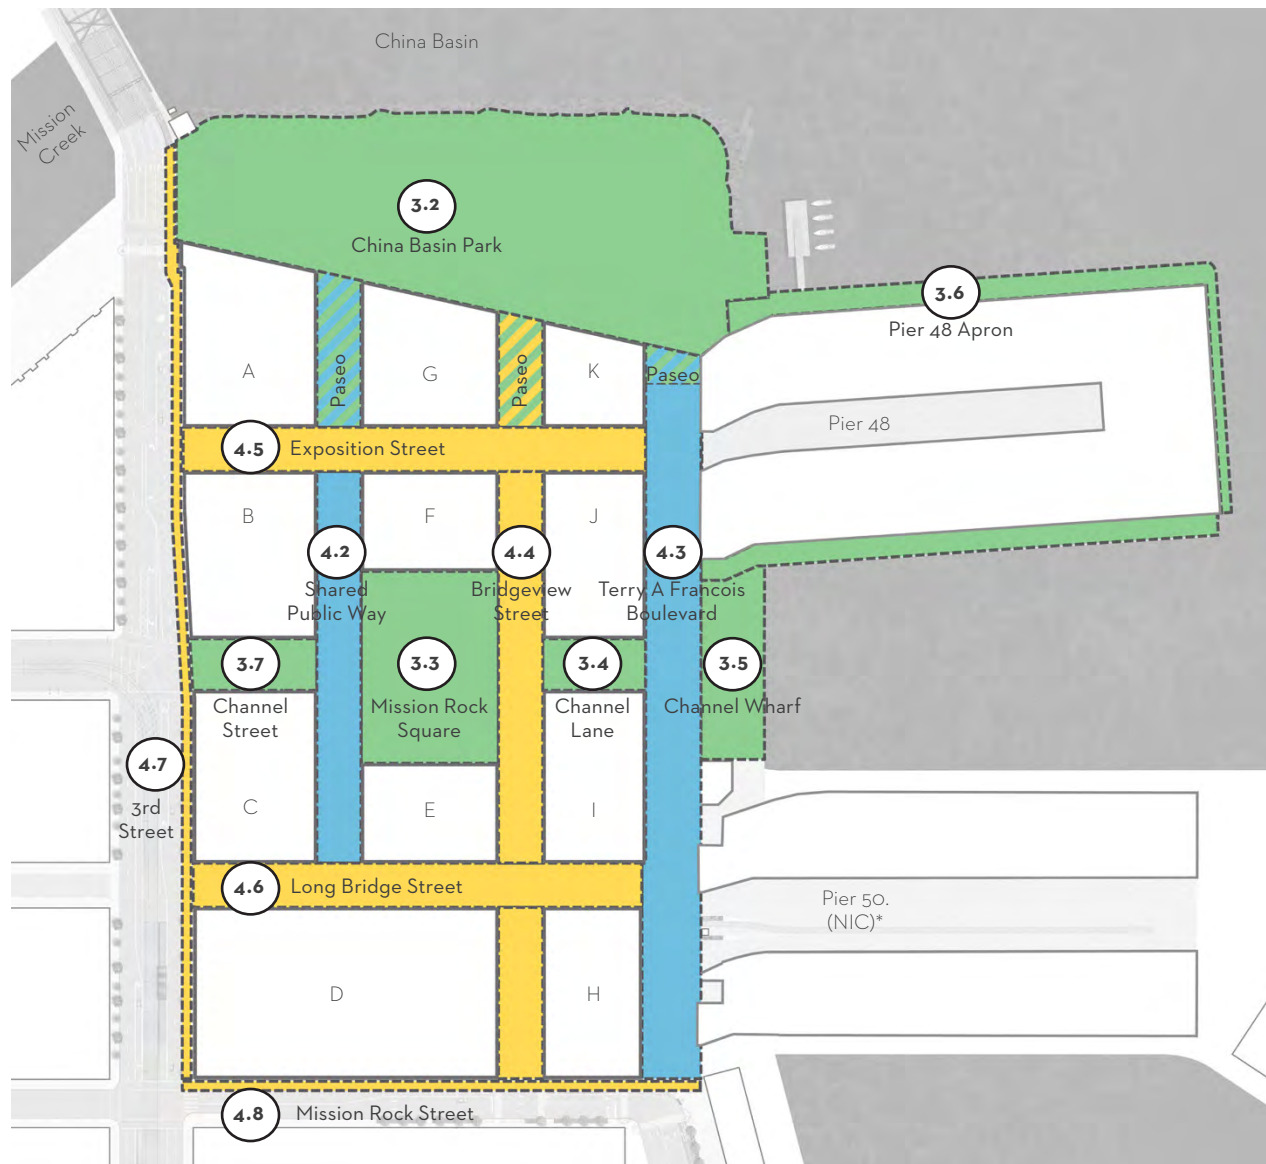 China Basin
Mission
Creek
3.2
China Basin Park
3.6
Pier 48 Apron
A
Paseo
G
Paseo
K
Paseo
Pier 48
4.5
Exposition Street
B
F
J
4.2
Shared
Public Way
4.4
Bridgeview
Street
4.3
Terry A Francois
Boulevard
3.7
Channel
Street
3.3
Mission Rock
Square
3.4
Channel
Lane
3.5
Channel Wharf
4.7
3rd
Street
C
E
I
4.6
Long Bridge Street
Pier 50.
(NIC)*
D
H
4.8
Mission Rock Street